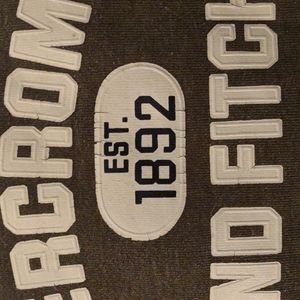 ERCROM
EST.
1892
ND FITCH